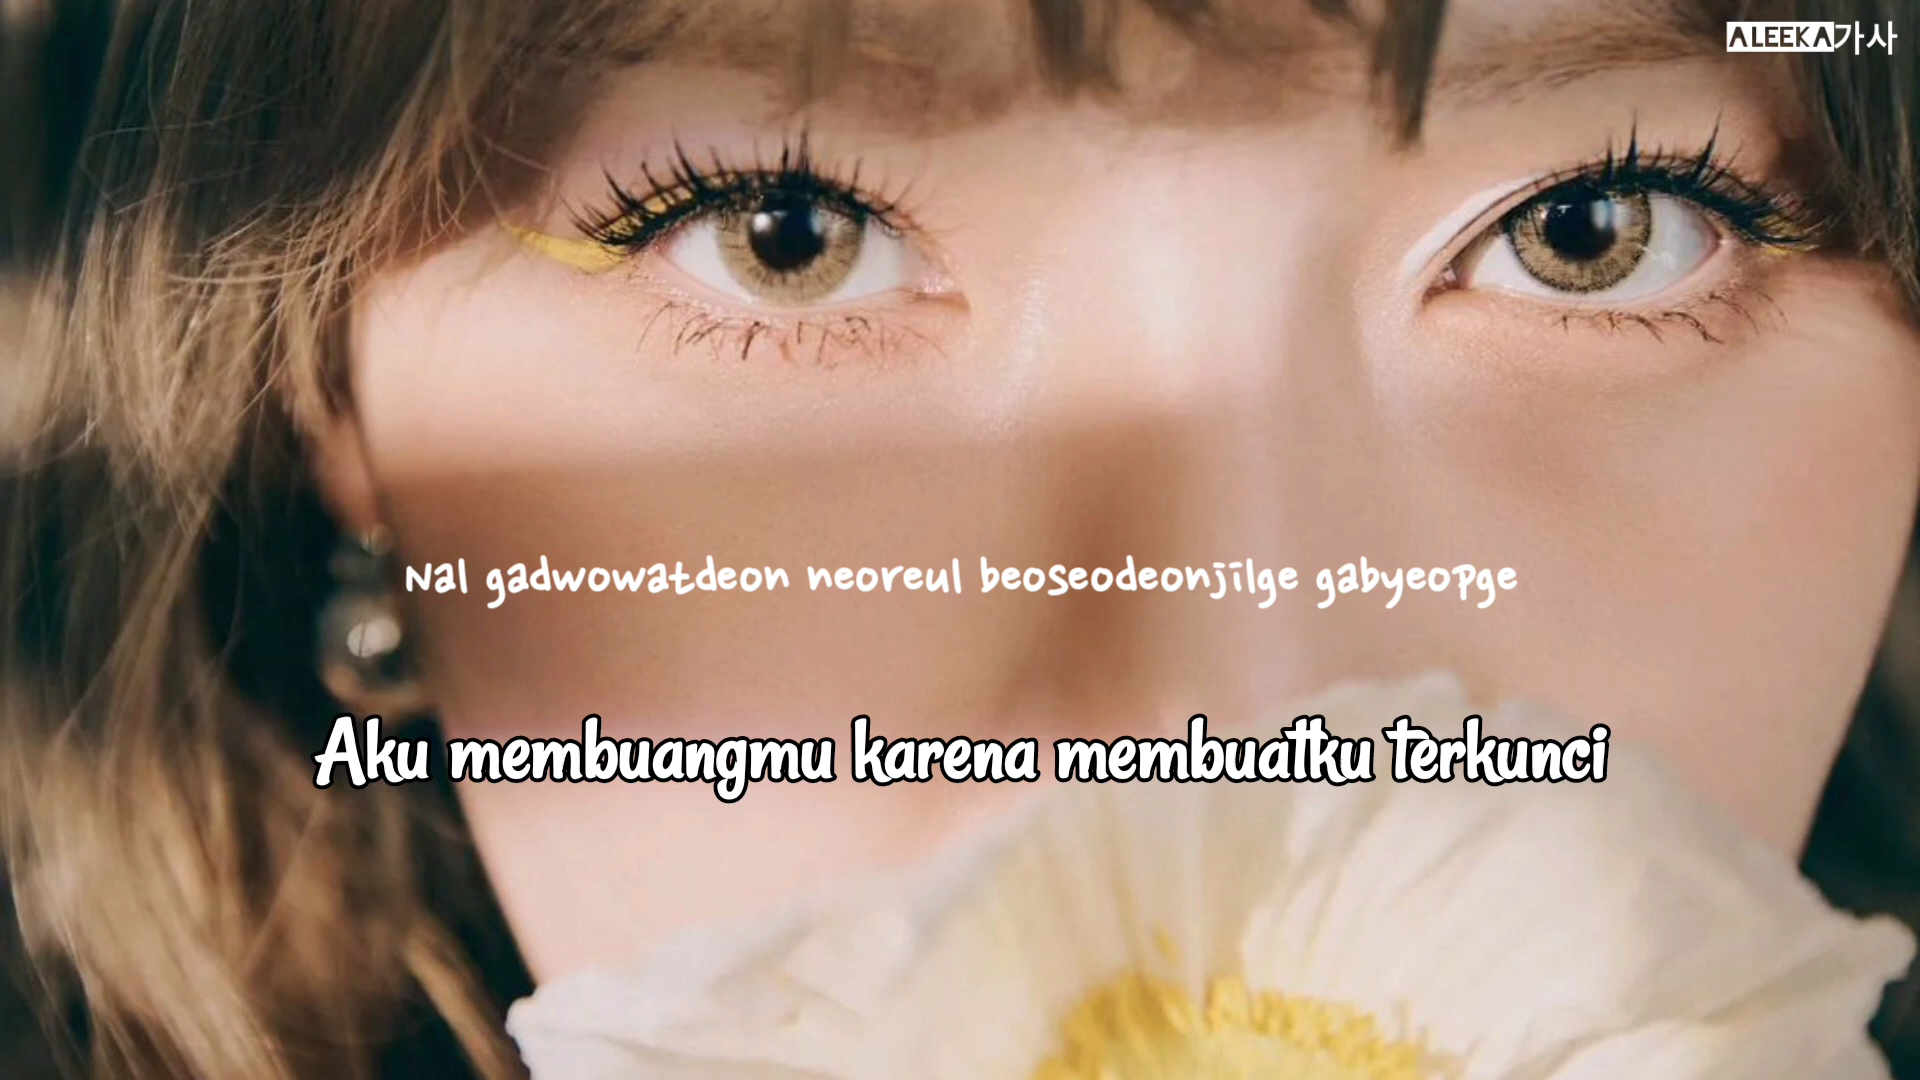 ALEEKA가사
Nal gadwowatdeon neoreul beoseodeonjilge gabyeopge
Aku membuangmu karena membuatku terkunci